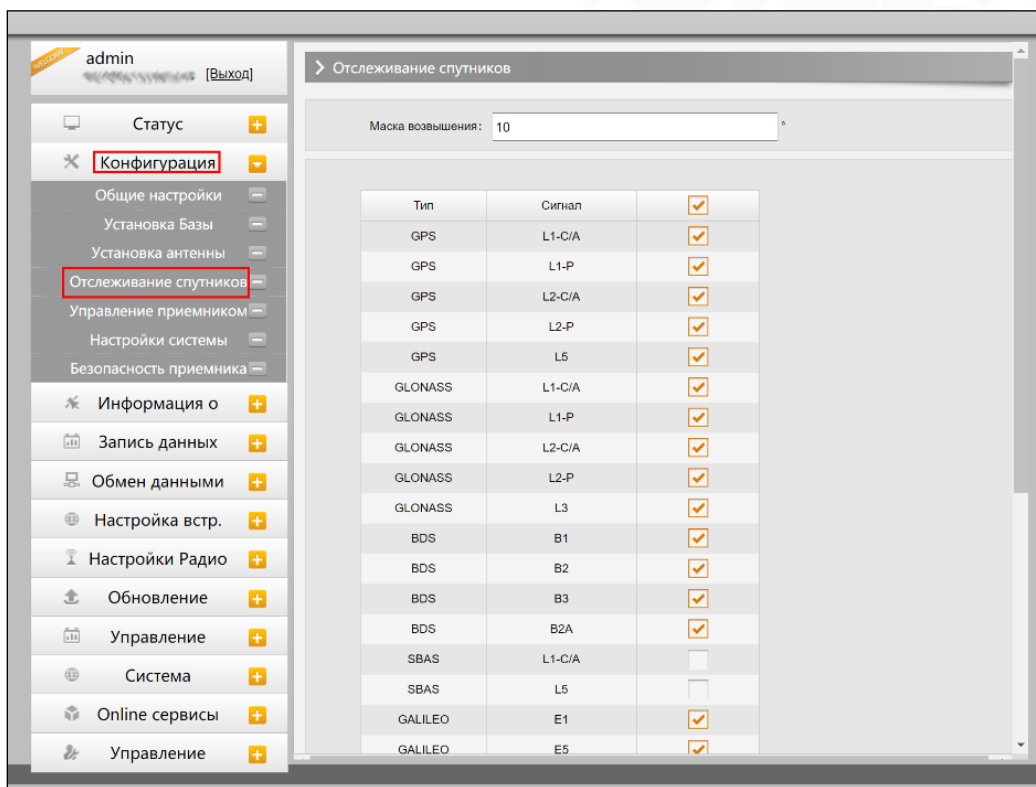 WELCOME
admin
[Выход]
Статус
Конфигурация
Общие настройки
Установка Базы
Установка антенны
Отслеживание спутников
Управление приемником
Настройки системы
Безопасность приемника
Информация о
Запись данных
Обмен данными
Настройка встр.
Настройки Радио
Обновление
Управление
Система
Online сервисы
Управление
Отслеживание спутников
Маска возвышения: 10 °
Тип Сигнал
GPS L1-C/A
GPS L1-P
GPS L2-C/A
GPS L2-P
GPS L5
GLONASS L1-C/A
GLONASS L1-P
GLONASS L2-C/A
GLONASS L2-P
GLONASS L3
BDS B1
BDS B2
BDS B3
BDS B2A
SBAS L1-C/A
SBAS L5
GALILEO E1
GALILEO E5